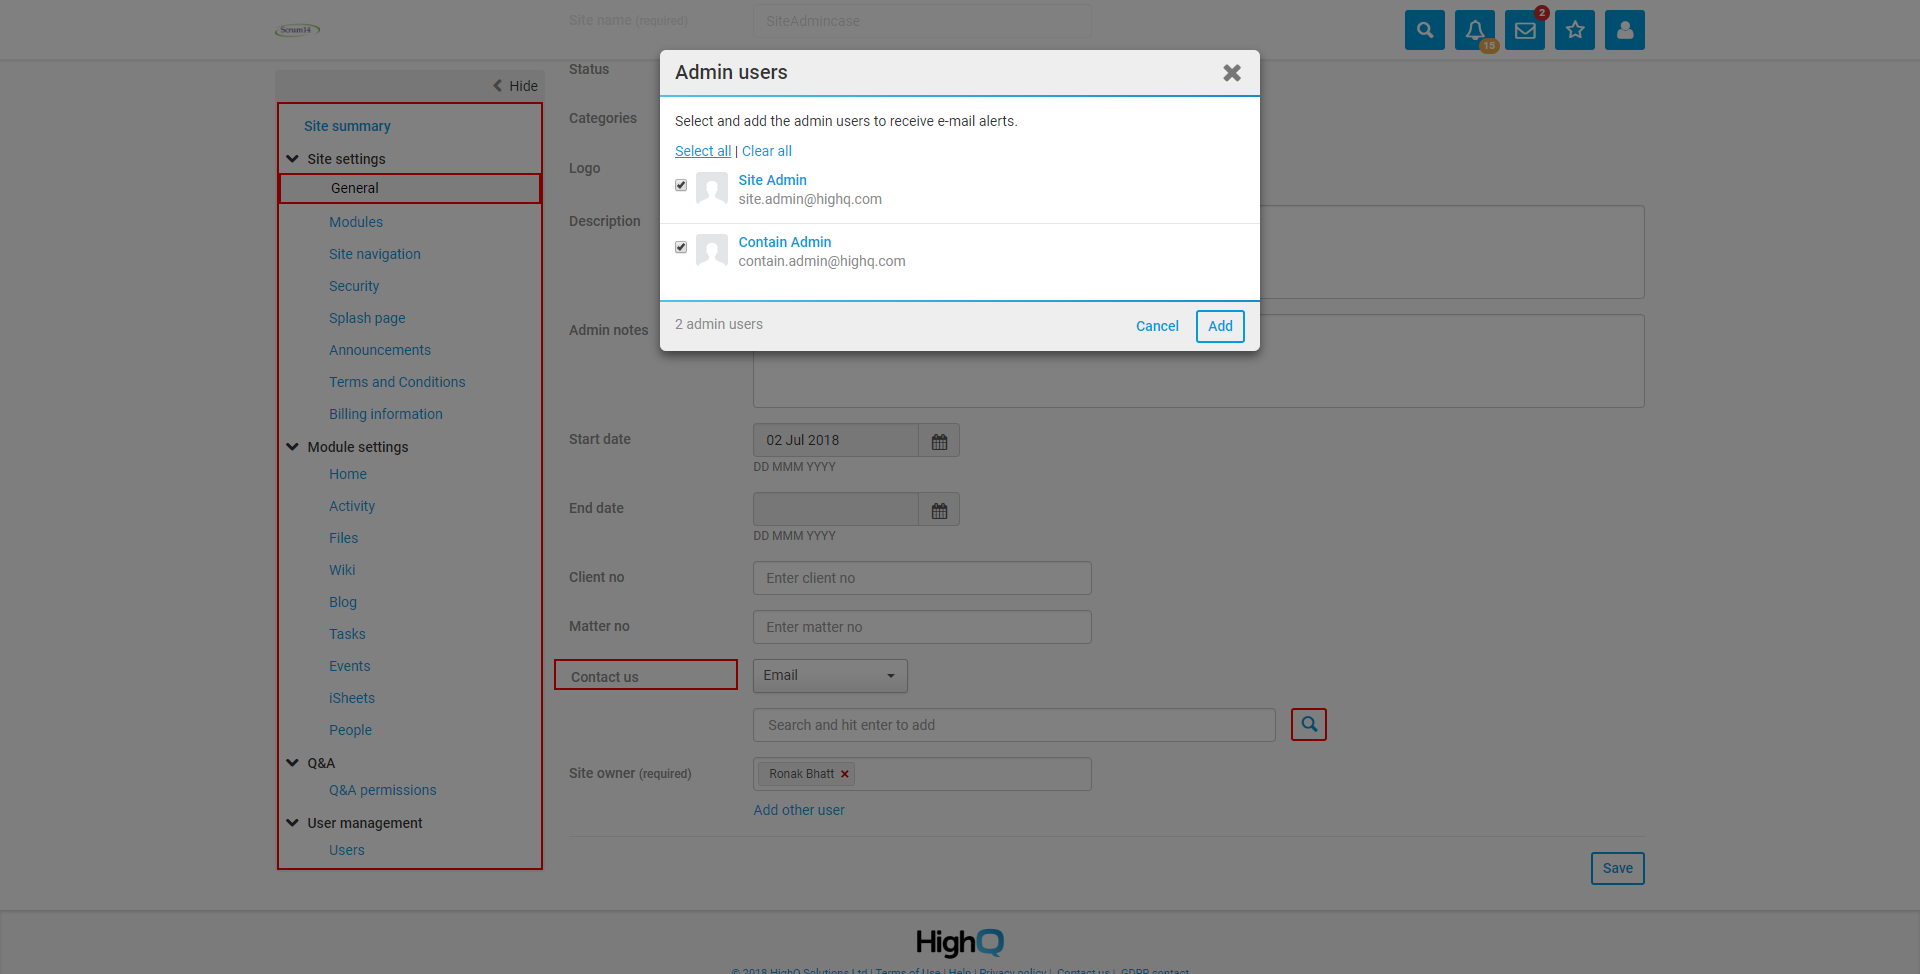 Scrum14
Site name (required)
SiteAdmincase
15
2
Hide
Site summary
Site settings
General
Modules
Site navigation
Security
Splash page
Announcements
Terms and Conditions
Billing information
Module settings
Home
Activity
Files
Wiki
Blog
Tasks
Events
iSheets
People
Q&A
Q&A permissions
User management
Users
Status
Categories
Logo
Description
Admin notes
Admin users
Select and add the admin users to receive e-mail alerts.
Select all | Clear all
Site Admin
site.admin@highq.com
Contain Admin
contain.admin@highq.com
2 admin users
Cancel
Add
Start date
02 Jul 2018
DD MMM YYYY
End date
DD MMM YYYY
Client no
Enter client no
Matter no
Enter matter no
Contact us
Email
Search and hit enter to add
Site owner (required)
Ronak Bhatt
Add other user
Save
HighQ
© 2018 HighQ Solutions Ltd | Terms of Use | Help | Privacy policy | Contact us | GDPR contact